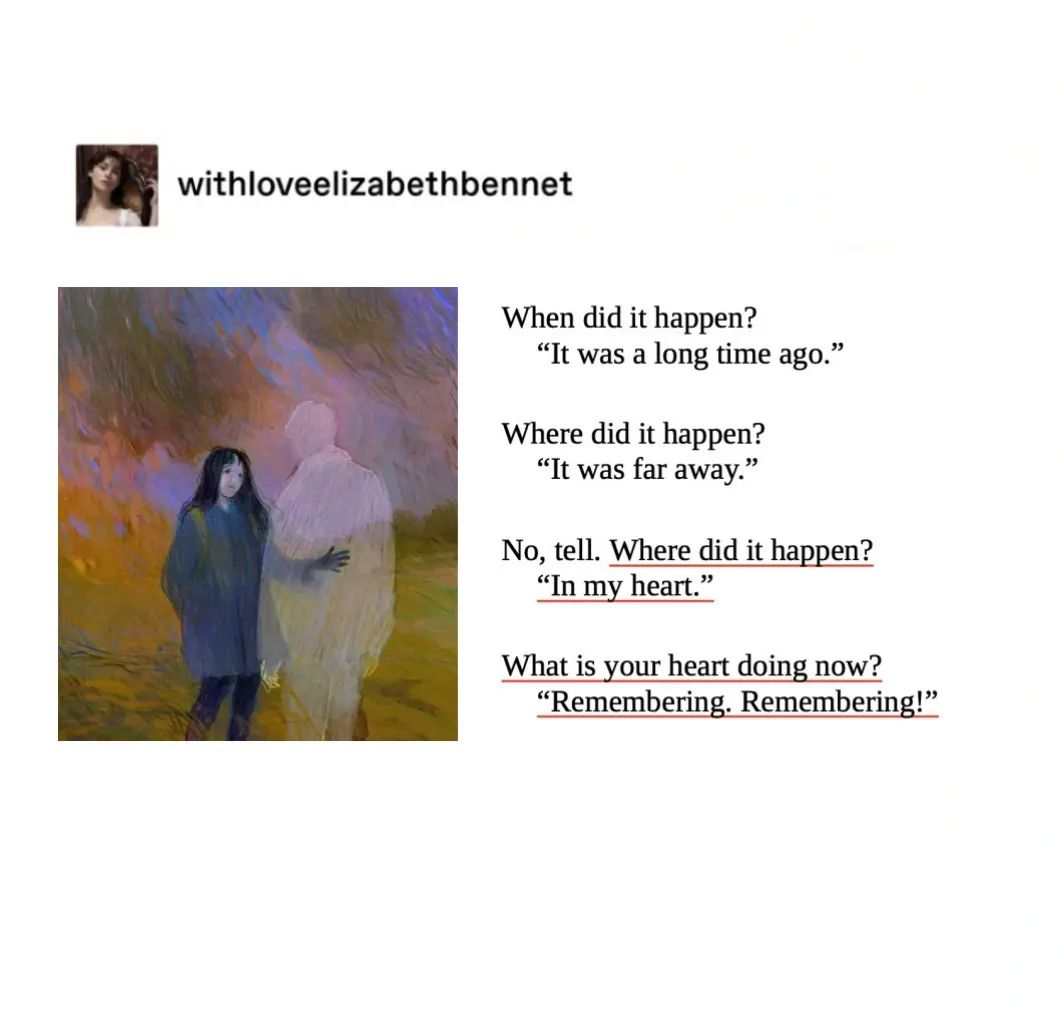 withloveelizabethbennet
When did it happen?
“It was a long time ago.”
Where did it happen?
“It was far away.”
No, tell. Where did it happen?
“In my heart.”
What is your heart doing now?
“Remembering. Remembering!”